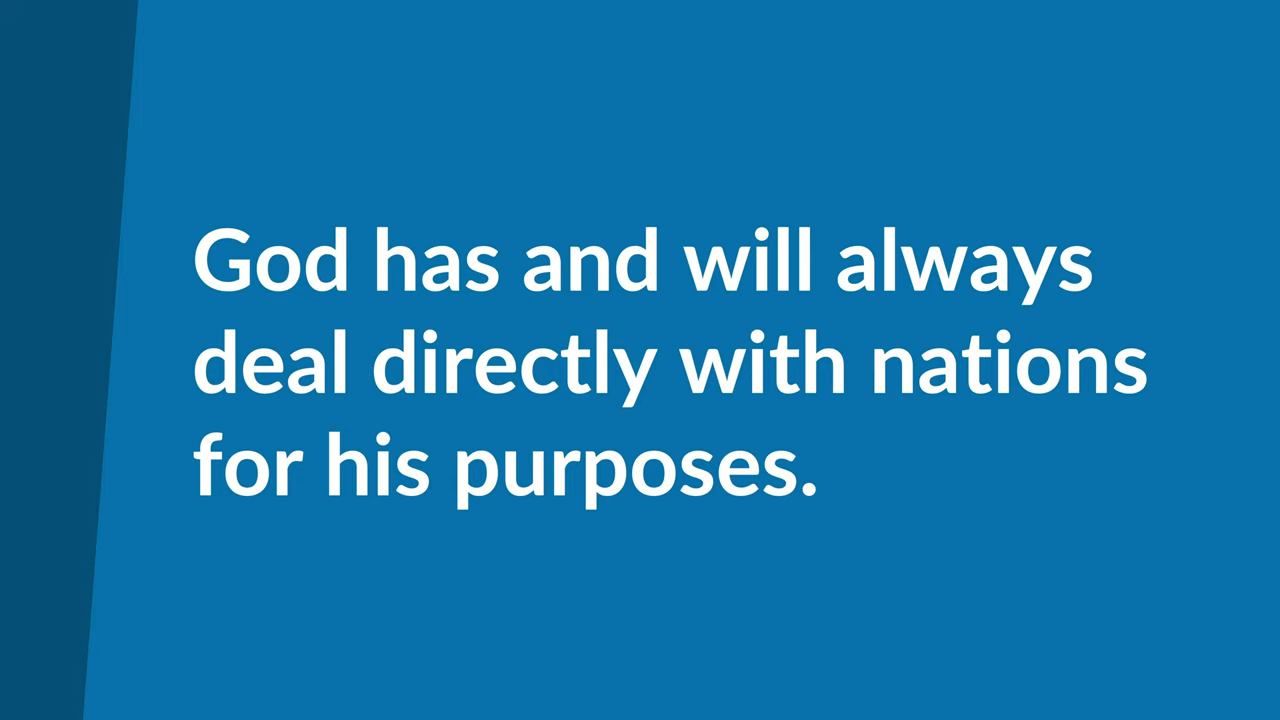 God has and will always
deal directly with nations
for his purposes.